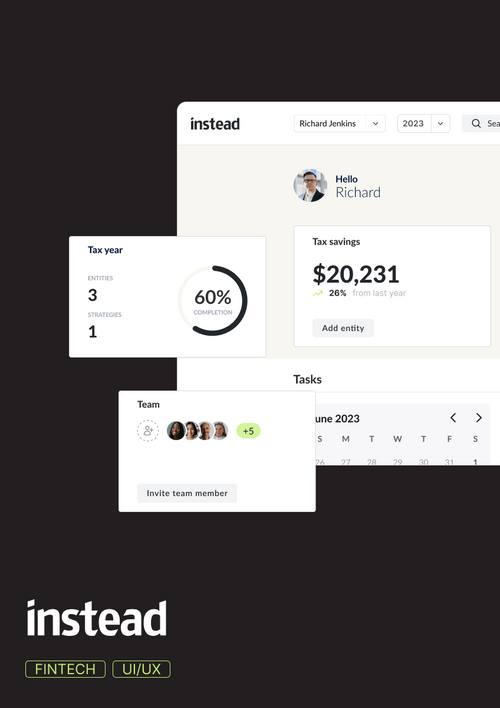 instead
Richard Jenkins
2023
Sea
Hello
Richard
Tax year
ENTITIES
3
STRATEGIES
1
60%
COMPLETION
Tax savings
$20,231
26% from last year
Add entity
Tasks
Team
+5
Invite team member
une 2023
S M T W T F S
26 27 28 29 30 31 1
instead
FINTECH UI/UX